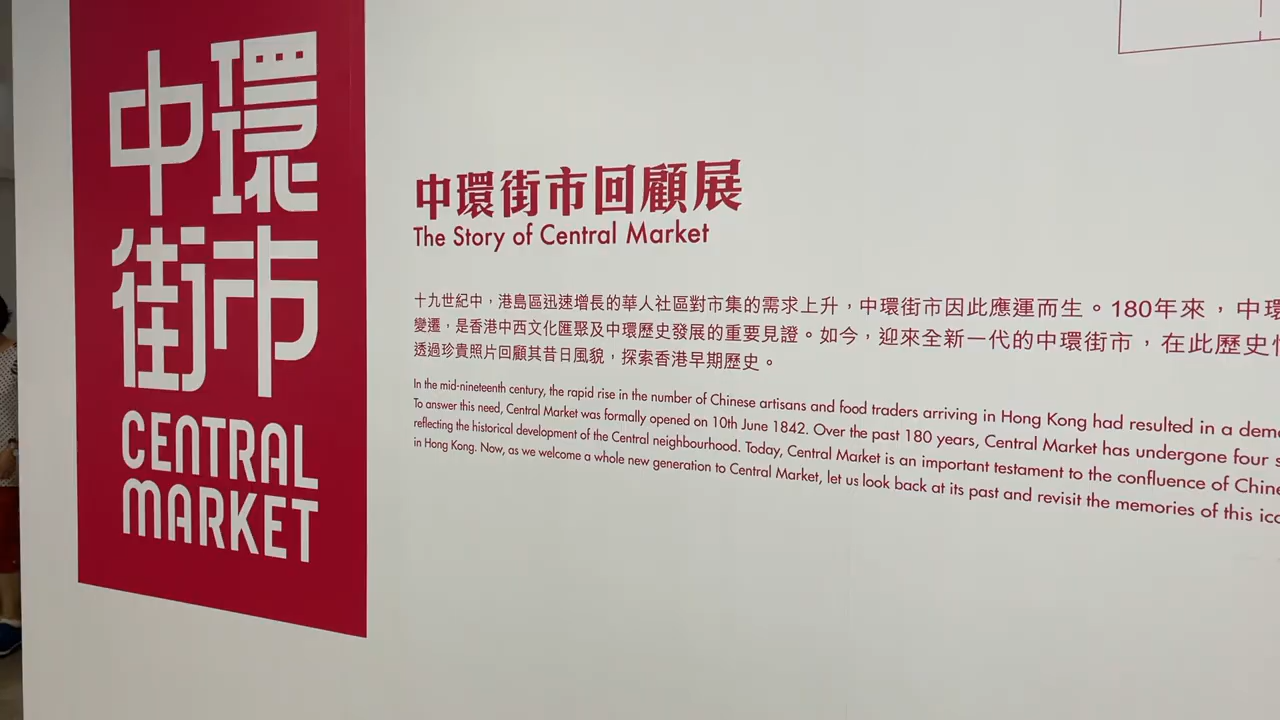 中環
街市
CENTRAL
MARKET
中環街市回顧展
The Story of Central Market
十九世紀中，港島區迅速增長的華人社區對市集的需求上升，中環街市因此應運而生。180年來，中環
變遷，是香港中西文化匯聚及中環歷史發展的重要見證。如今，迎來全新一代的中環街市，在此歷史
透過珍貴照片回顧其昔日風貌，探索香港早期歷史。
In the mid-nineteenth century, the rapid rise in the number of Chinese artisans and food traders arriving in Hong Kong had resulted in a
To answer this need, Central Market was formally opened on 10th June 1842. Over the past 180 years, Central Market has undergone four
reflecting the historical development of the Central neighbourhood. Today, Central Market is an important testament to the confluence of
in Hong Kong. Now, as we welcome a whole new generation to Central Market, let us look back at its past and revisit the memories of this